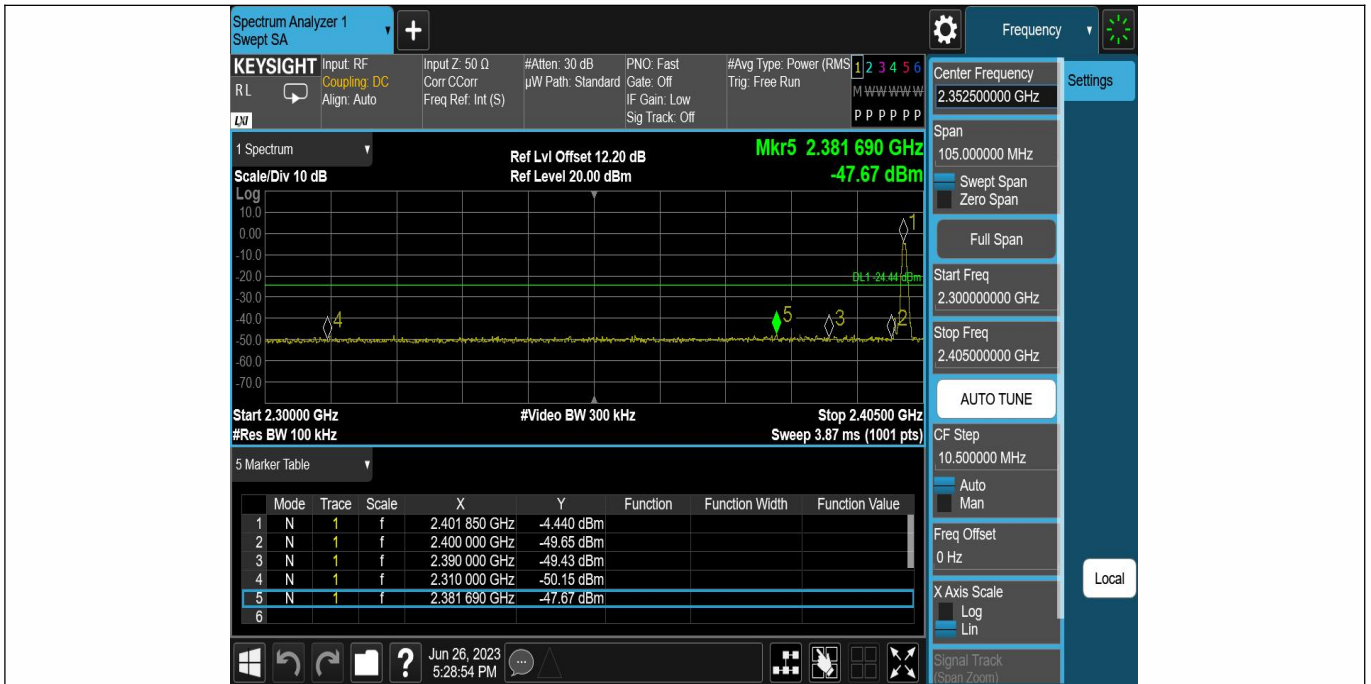 Spectrum Analyzer 1
Swept SA
+
Frequency
KEYSIGHT
RL
LXI
Input: RF
Coupling: DC
Align: Auto
Input Z: 50 Ω
Corr CCorr
Freq Ref: Int (S)
#Atten: 30 dB
µW Path: Standard
PNO: Fast
Gate: Off
IF Gain: Low
Sig Track: Off
#Avg Type: Power (RMS
Trig: Free Run
1 2 3 4 5 6
M W W W W W
P P P P P P
1 Spectrum
Scale/Div 10 dB
Ref Lvl Offset 12.20 dB
Ref Level 20.00 dBm
Mkr5 2.381 690 GHz
-47.67 dBm
Log
10.0
0.00
-10.0
-20.0
-30.0
-40.0
-50.0
-60.0
-70.0
1
DL1 -24.44 dBm
4
5
3
2
Start 2.30000 GHz
#Video BW 300 kHz
Stop 2.40500 GHz
#Res BW 100 kHz
Sweep 3.87 ms (1001 pts)
5 Marker Table
Mode Trace Scale X Y Function Function Width Function Value
1 N 1 f 2.401 850 GHz -4.440 dBm
2 N 1 f 2.400 000 GHz -49.65 dBm
3 N 1 f 2.390 000 GHz -49.43 dBm
4 N 1 f 2.310 000 GHz -50.15 dBm
5 N 1 f 2.381 690 GHz -47.67 dBm
6
?
Jun 26, 2023
5:28:54 PM
Center Frequency
2.352500000 GHz
Settings
Span
105.000000 MHz
Swept Span
Zero Span
Full Span
Start Freq
2.300000000 GHz
Stop Freq
2.405000000 GHz
AUTO TUNE
CF Step
10.500000 MHz
Auto
Man
Freq Offset
0 Hz
X Axis Scale
Log
Lin
Local
Signal Track
(Span Zoom)